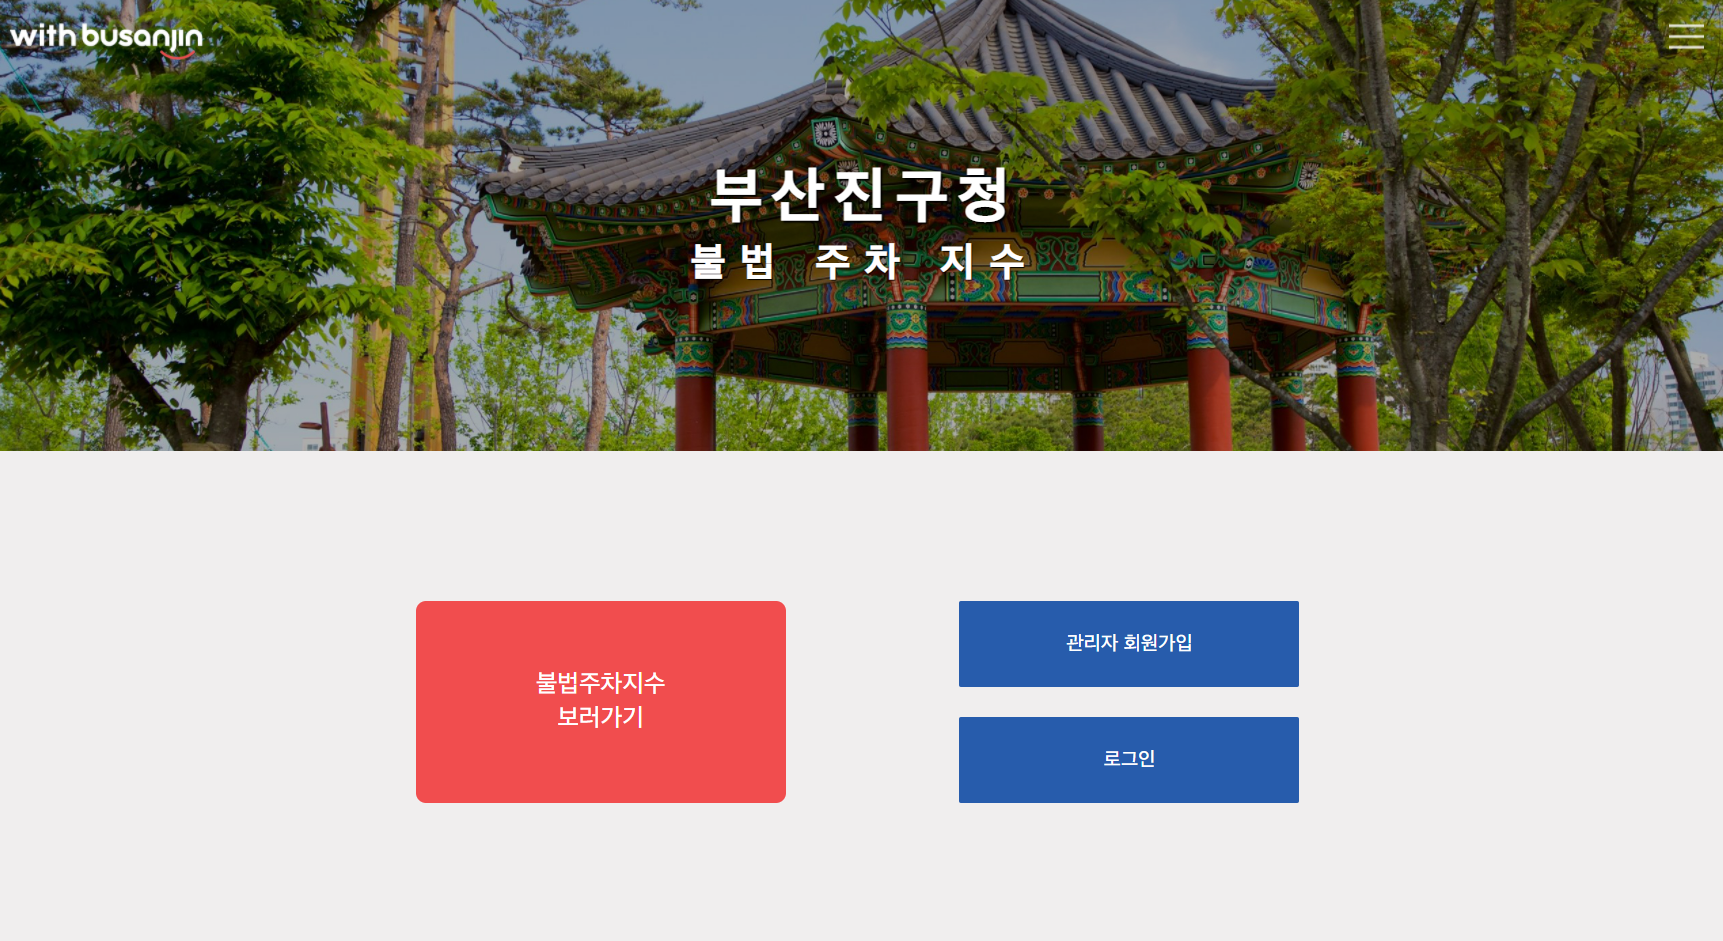 with busanjin
부산진구청
불법 주차 지수
불법주차지수
보러가기
관리자 회원가입
로그인